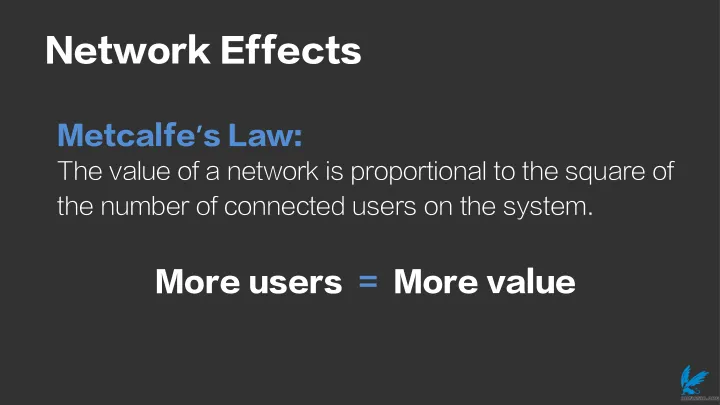 Network Effects
Metcalfe's Law:
The value of a network is proportional to the square of
the number of connected users on the system.
More users = More value